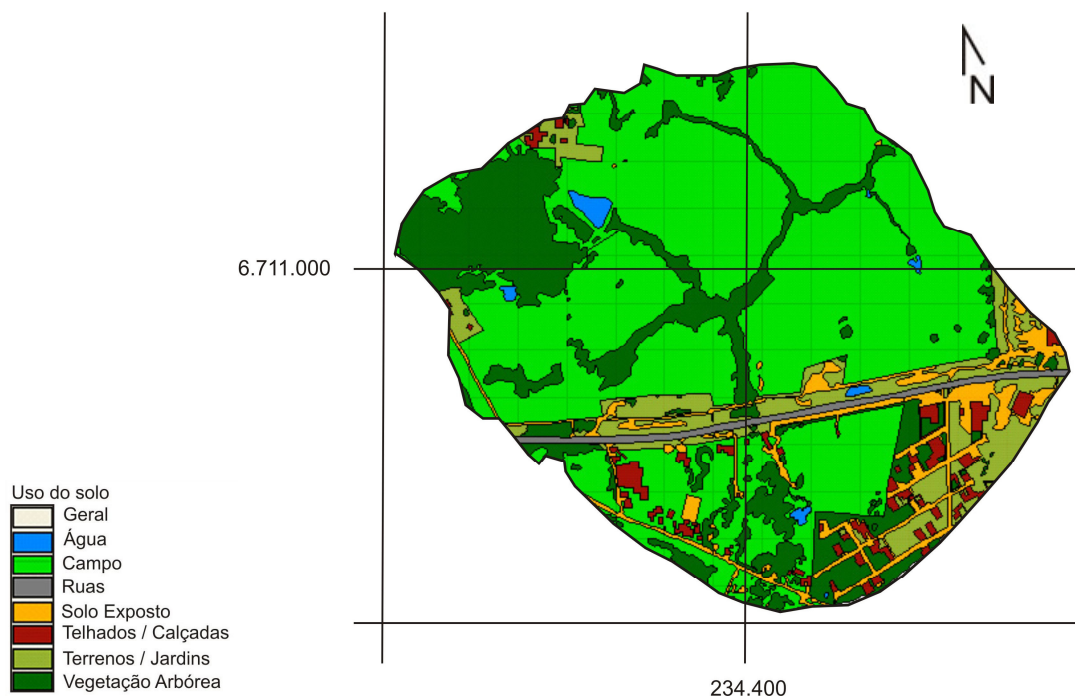 N
6.711.000
Uso do solo
Geral
Água
Campo
Ruas
Solo Exposto
Telhados / Calçadas
Terrenos / Jardins
Vegetação Arbórea
234.400